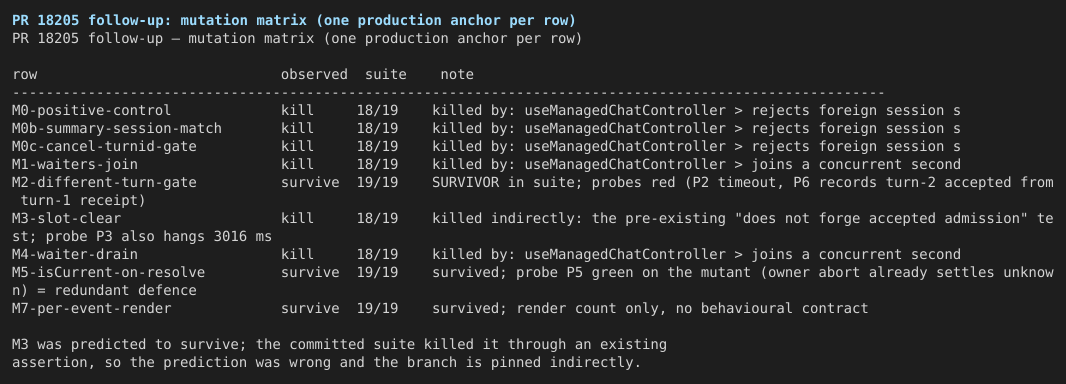 PR 18205 follow-up: mutation matrix (one production anchor per row)
PR 18205 follow-up — mutation matrix (one production anchor per row)
row observed suite note
--------------------------------------------------------------------------------------------------------
M0-positive-control kill 18/19 killed by: useManagedChatController > rejects foreign session s
M0b-summary-session-match kill 18/19 killed by: useManagedChatController > rejects foreign session s
M0c-cancel-turnid-gate kill 18/19 killed by: useManagedChatController > rejects foreign session s
M1-waiters-join kill 18/19 killed by: useManagedChatController > joins a concurrent second
M2-different-turn-gate survive 19/19 SURVIVOR in suite; probes red (P2 timeout, P6 records turn-2 accepted from
turn-1 receipt)
M3-slot-clear kill 18/19 killed indirectly: the pre-existing "does not forge accepted admission" te
st; probe P3 also hangs 3016 ms
M4-waiter-drain kill 18/19 killed by: useManagedChatController > joins a concurrent second
M5-isCurrent-on-resolve survive 19/19 survived; probe P5 green on the mutant (owner abort already settles unknow
n) = redundant defence
M7-per-event-render survive 19/19 survived; render count only, no behavioural contract
M3 was predicted to survive; the committed suite killed it through an existing
assertion, so the prediction was wrong and the branch is pinned indirectly.